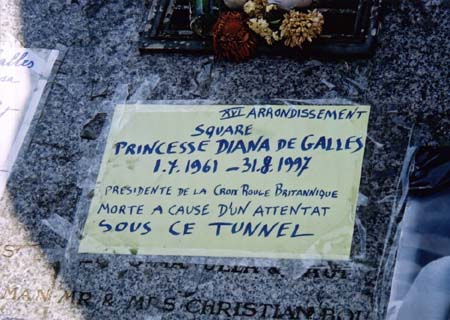 XVI ARRONDISSEMENT
SQUARE
PRINCESSE DIANA DE GALLES
1.7.1961 - 31.8.1997
PRESIDENTE DE LA CROIX ROUGE BRITANNIQUE
MORTE A CAUSE D'UN ATTENTAT
SOUS CE TUNNEL
MAN MR & MRS CHRISTIAN